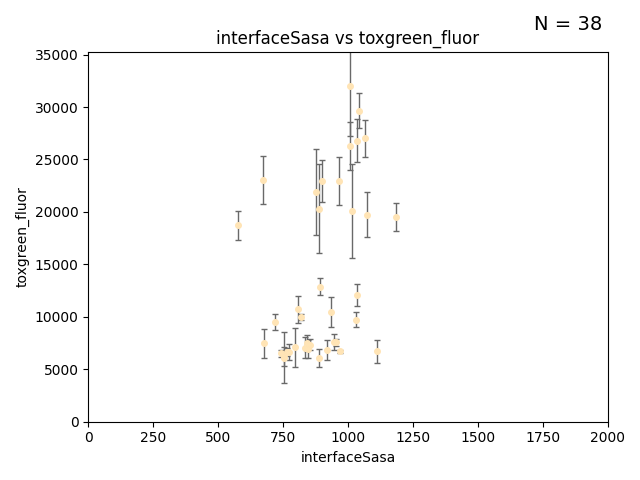 N = 38
interfaceSasa vs toxgreen_fluor
35000
30000
25000
20000
15000
10000
5000
0
toxgreen_fluor
0 250 500 750 1000 1250 1500 1750 2000
interfaceSasa